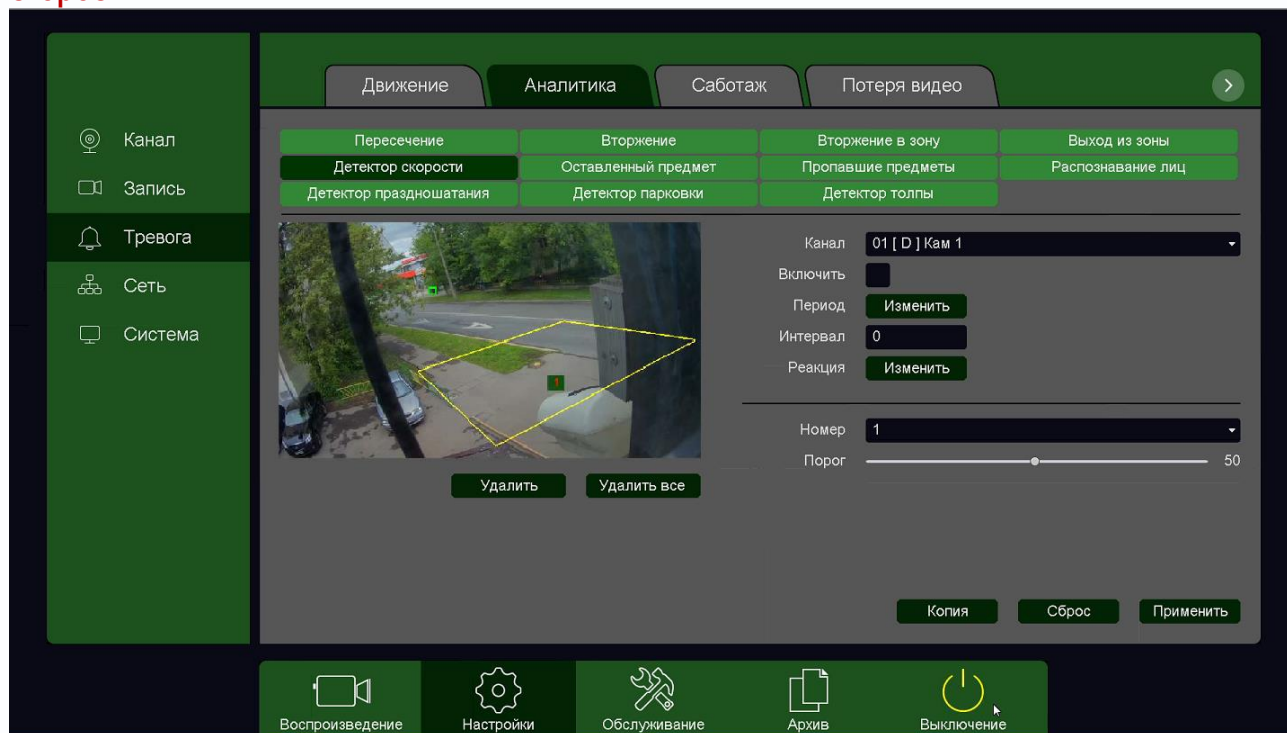 Движение Аналитика Саботаж Потеря видео >
Канал
Запись
Тревога
Сеть
Система
Пересечение Вторжение Вторжение в зону Выход из зоны
Детектор скорости Оставленный предмет Пропавшие предметы Распознавание лиц
Детектор праздношатания Детектор парковки Детектор толпы
1
Удалить Удалить все
Канал 01 [ D ] Кам 1
Включить
Период Изменить
Интервал 0
Реакция Изменить
Номер 1
Порог 50
Копия Сброс Применить
Воспроизведение Настройки Обслуживание Архив Выключение